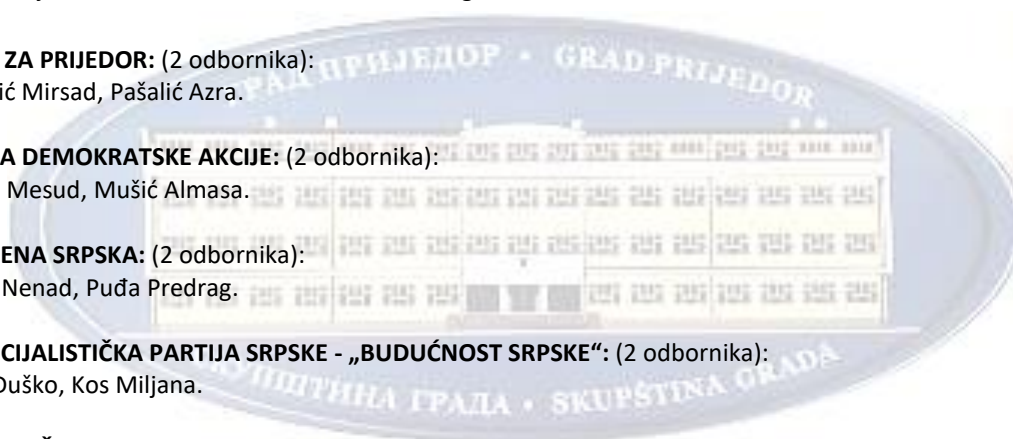 ZA PRIJEDOR: (2 odbornika):
ić Mirsad, Pašalić Azra.
ГРАД ПРИЈЕДОР • GRAD PRIJEDOR
A DEMOKRATSKE AKCIJE: (2 odbornika):
Mesud, Mušić Almasa.
ENA SRPSKA: (2 odbornika):
Nenad, Puđa Predrag.
CIJALISTIČKA PARTIJA SRPSKE - „BUDUĆNOST SRPSKE“: (2 odbornika):
Duško, Kos Miljana.
СКУПШТИНА ГРАДА • SKUPŠTINA GRADA